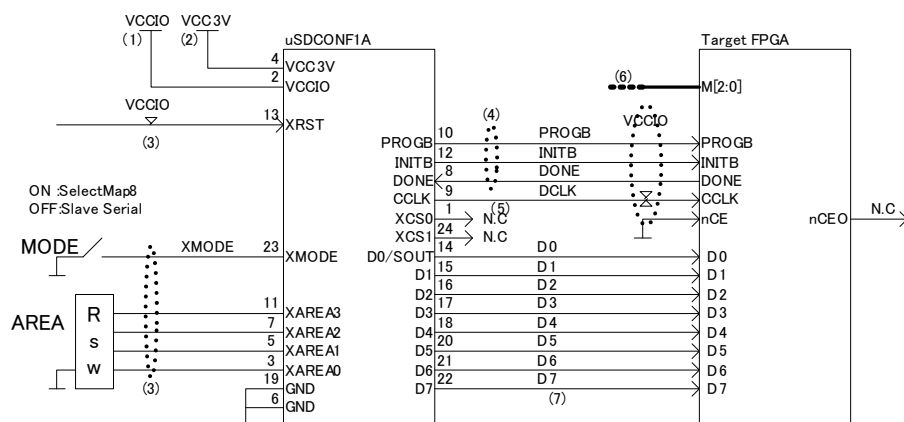 VCCIO VCC3V
(1) (2)
uSDCONF1A
Target FPGA
4 VCC3V
2 VCCIO
(6) M[2:0]
VCCIO
13 XRST
(3)
(4)
VCCIO
PROGB 10 PROGB PROGB
INITB 12 INITB INITB
DONE 8 DONE DONE
CCLK 9 DCLK CCLK
ON :SelectMap8
OFF:Slave Serial
(5)
XCS0 1 N.C nCE nCEO N.C
XCS1 24 N.C
MODE XMODE 23 XMODE
D0/SOUT 14 D0 D0
D1 15 D1 D1
D2 16 D2 D2
AREA
R s w
11 XAREA3 D3 17 D3 D3
7 XAREA2 D4 18 D4 D4
5 XAREA1 D5 20 D5 D5
3 XAREA0 D6 21 D6 D6
(3)
19 GND D7 22 D7 D7
(7)
6 GND